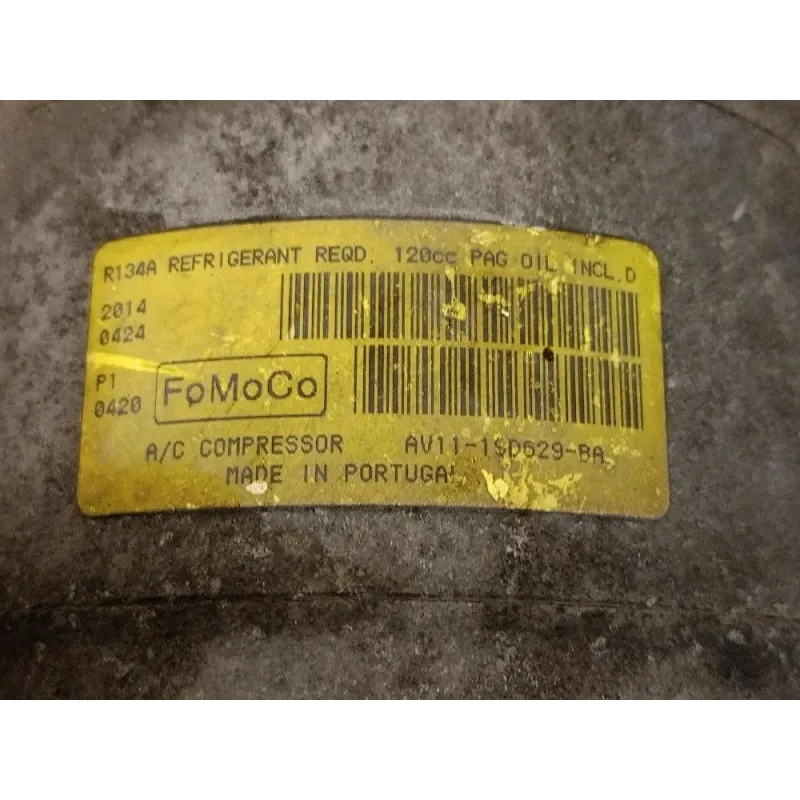 R134A REFRIGERANT REQD. 120cc PAG OIL INCL.D
2014
0424
P1
0420
FoMoCo
A/C COMPRESSOR AV11-19D629-BA
MADE IN PORTUGAL